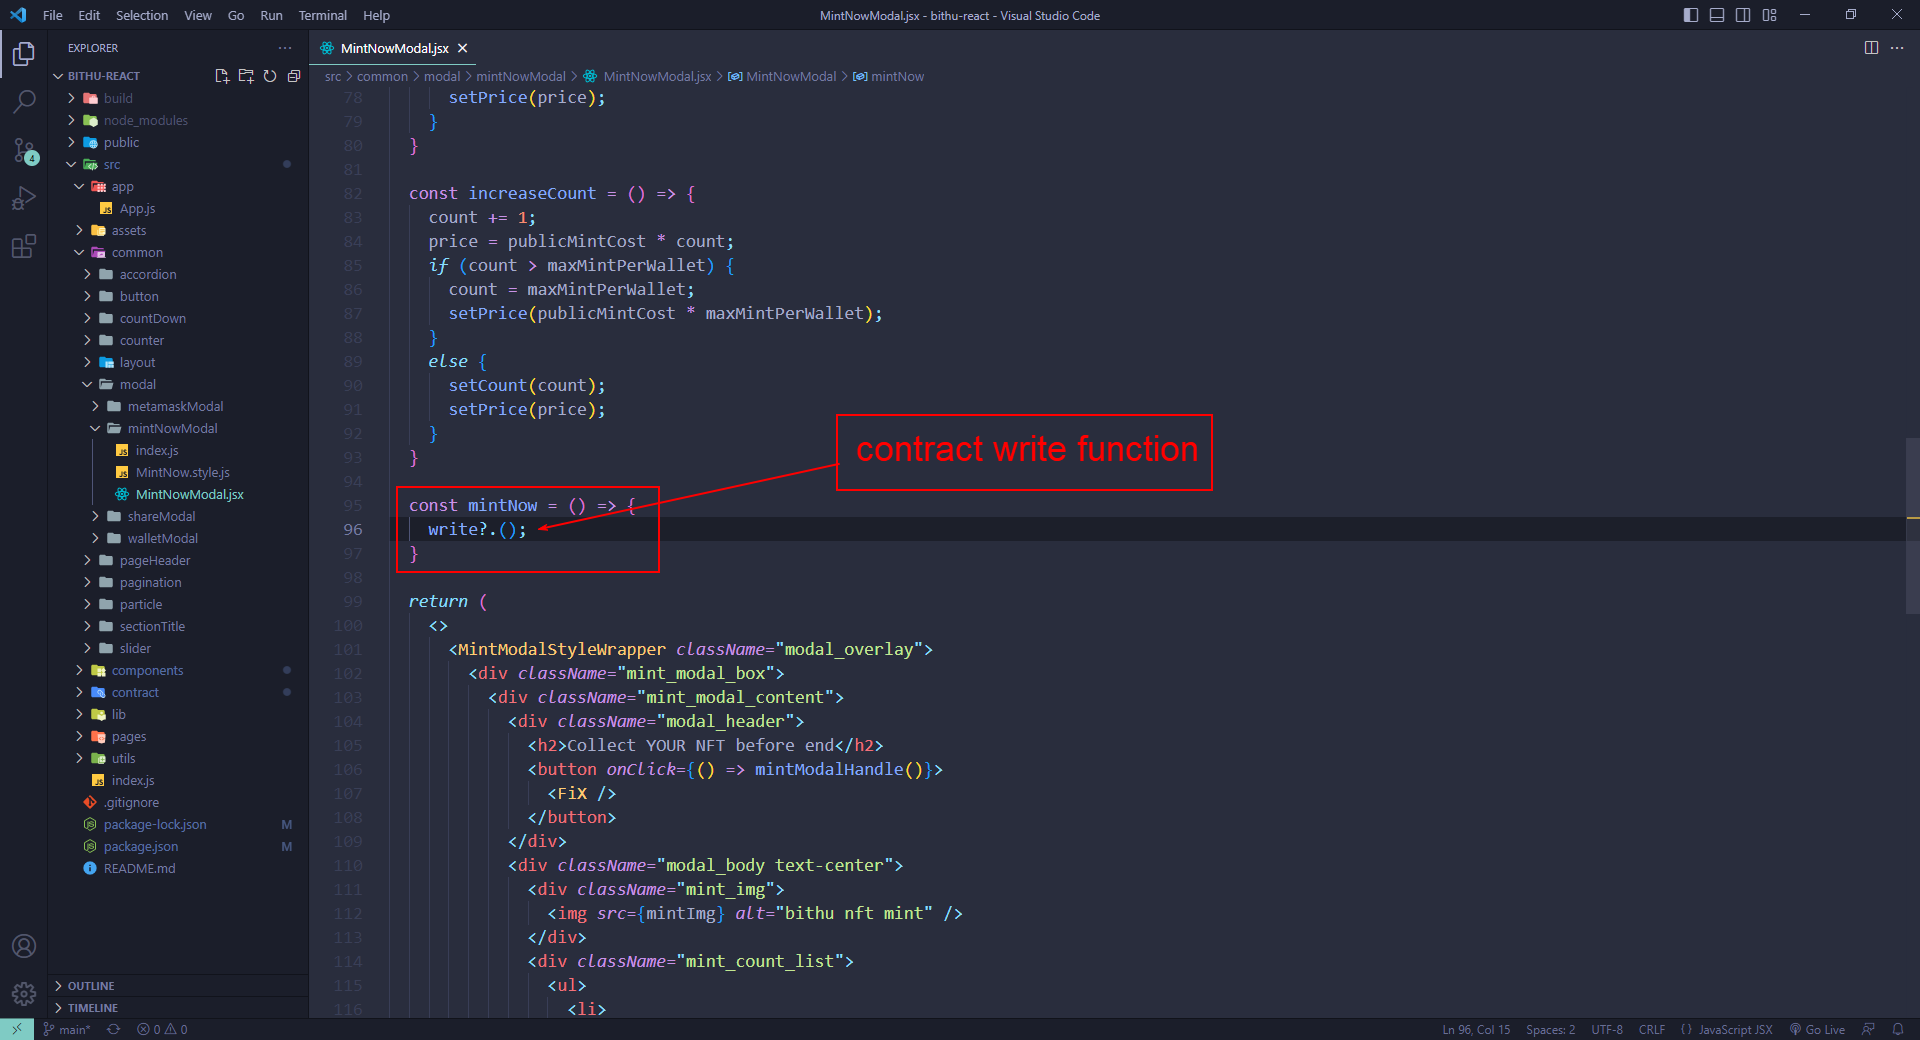 File Edit Selection View Go Run Terminal Help
MintNowModal.jsx - bithu-react - Visual Studio Code
EXPLORER
BITHU-REACT
build
node_modules
public
src
app
App.js
assets
common
accordion
button
countDown
counter
layout
modal
metamaskModal
mintNowModal
index.js
MintNow.style.js
MintNowModal.jsx
shareModal
walletModal
pageHeader
pagination
particle
sectionTitle
slider
components
contract
lib
pages
utils
index.js
.gitignore
package-lock.json M
package.json M
README.md
OUTLINE
TIMELINE
4
MintNowModal.jsx
src > common > modal > mintNowModal > MintNowModal.jsx > MintNowModal > mintNow
78 setPrice(price);
79 }
80 }
81
82 const increaseCount = () => {
83 count += 1;
84 price = publicMintCost * count;
85 if (count > maxMintPerWallet) {
86 count = maxMintPerWallet;
87 setPrice(publicMintCost * maxMintPerWallet);
88 }
89 else {
90 setCount(count);
91 setPrice(price);
92 }
93 }
94
95 const mintNow = () => {
96 write?.();
97 }
98
99 return (
100 <>
101 <MintModalStyleWrapper className="modal_overlay">
102 <div className="mint_modal_box">
103 <div className="mint_modal_content">
104 <div className="modal_header">
105 <h2>Collect YOUR NFT before end</h2>
106 <button onClick={() => mintModalHandle()}>
107 <FiX />
108 </button>
109 </div>
110 <div className="modal_body text-center">
111 <div className="mint_img">
112 <img src={mintImg} alt="bithu nft mint" />
113 </div>
114 <div className="mint_count_list">
115 <ul>
116 <li>
contract write function
main* 0 0
Ln 96, Col 15 Spaces: 2 UTF-8 CRLF {} JavaScript JSX Go Live